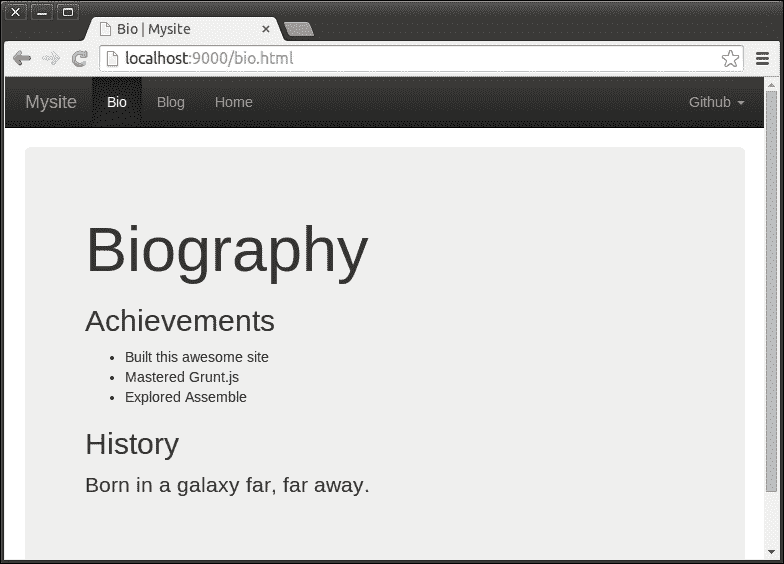 Bio | Mysite
localhost:9000/bio.html
Mysite Bio Blog Home Github
Biography
Achievements
• Built this awesome site
• Mastered Grunt.js
• Explored Assemble
History
Born in a galaxy far, far away.